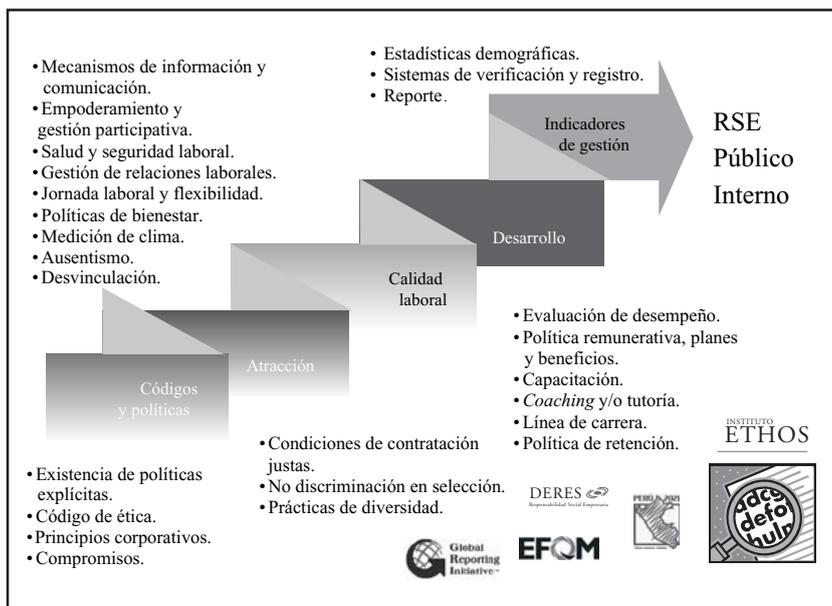 • Mecanismos de información y
comunicación.
• Empoderamiento y
gestión participativa.
• Salud y seguridad laboral.
• Gestión de relaciones laborales.
• Jornada laboral y flexibilidad.
• Políticas de bienestar.
• Medición de clima.
• Ausentismo.
• Desvinculación.
• Estadísticas demográficas.
• Sistemas de verificación y registro.
• Reporte.
Indicadores
de gestión
RSE
Público
Interno
Desarrollo
Calidad
laboral
Atracción
Códigos
y políticas
• Evaluación de desempeño.
• Política remunerativa, planes
y beneficios.
• Capacitación.
• Coaching y/o tutoría.
• Línea de carrera.
• Política de retención.
• Condiciones de contratación
justas.
• No discriminación en selección.
• Prácticas de diversidad.
• Existencia de políticas
explícitas.
• Código de ética.
• Principios corporativos.
• Compromisos.
INSTITUTO
ETHOS
DERES
Responsabilidad Social Empresaria
PERÚ 2021
Global
Reporting
Initiative™
EFQM
adcg
defo
hulp